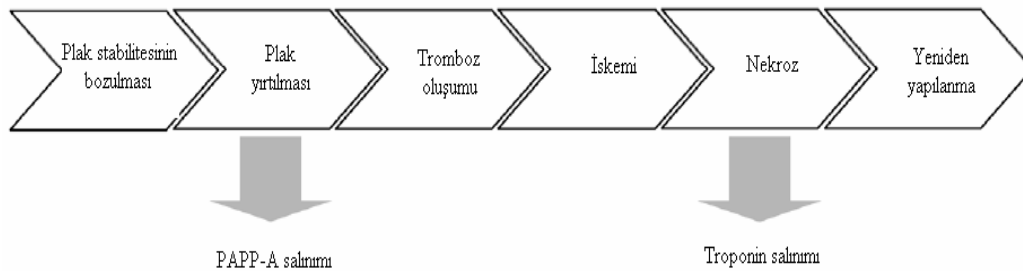 Plak stabilitesinin
bozulması
Plak
yırtılması
Tromboz
oluşumu
İskemi
Nekroz
Yeniden
yapılanma
PAPP-A salınımı
Troponin salınımı